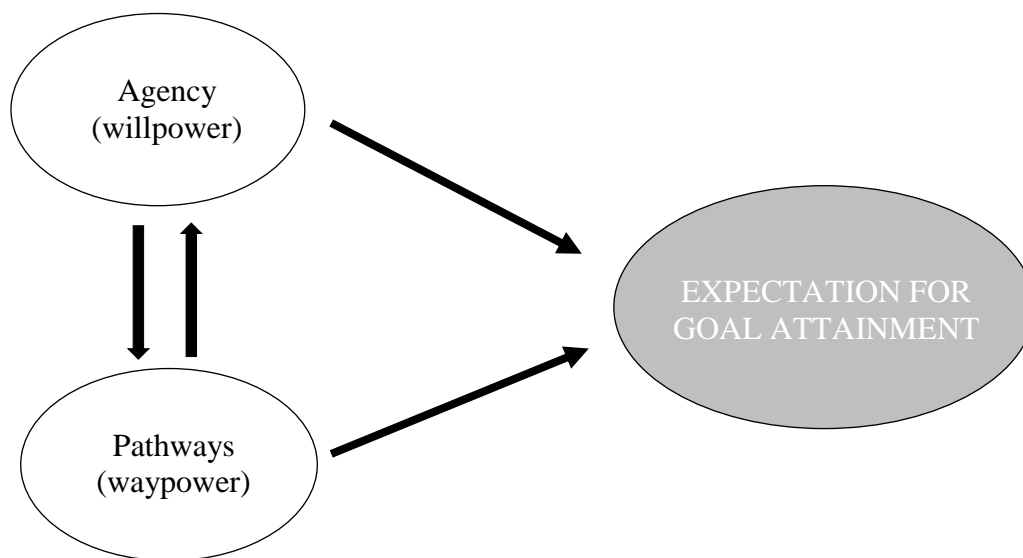 Agency
(willpower)
EXPECTATION FOR
GOAL ATTAINMENT
Pathways
(waypower)